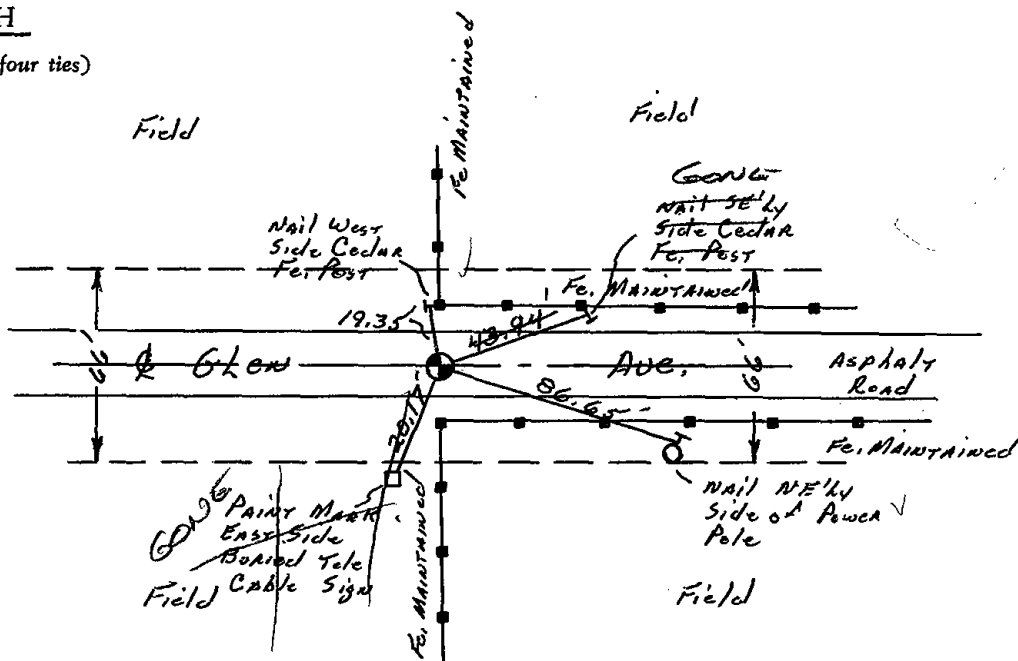 H
four ties)
Field
Fe. Maintained
Field
Gone
Nail SE'ly
Side Cedar
Fe. Post
Nail West
Side Cedar
Fe. Post
Fe. Maintained
19.35'
43.94'
66'
℄ Glen
Ave.
66'
Asphaly
Road
20.17'
86.65'
Fe. Maintained
Nail NE'ly
Side of Power
Pole
Gone
Paint Mark
East Side
Buried Tele
Cable Sign
Field
Fe. Maintained
Field